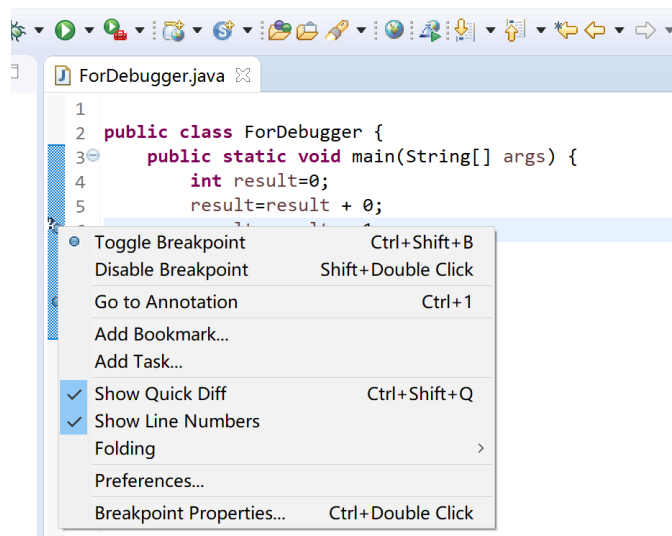 ForDebugger.java
1
2 public class ForDebugger {
3 public static void main(String[] args) {
4 int result=0;
5 result=result + 0;
Toggle Breakpoint Ctrl+Shift+B
Disable Breakpoint Shift+Double Click
Go to Annotation Ctrl+1
Add Bookmark...
Add Task...
Show Quick Diff Ctrl+Shift+Q
Show Line Numbers
Folding
Preferences...
Breakpoint Properties... Ctrl+Double Click